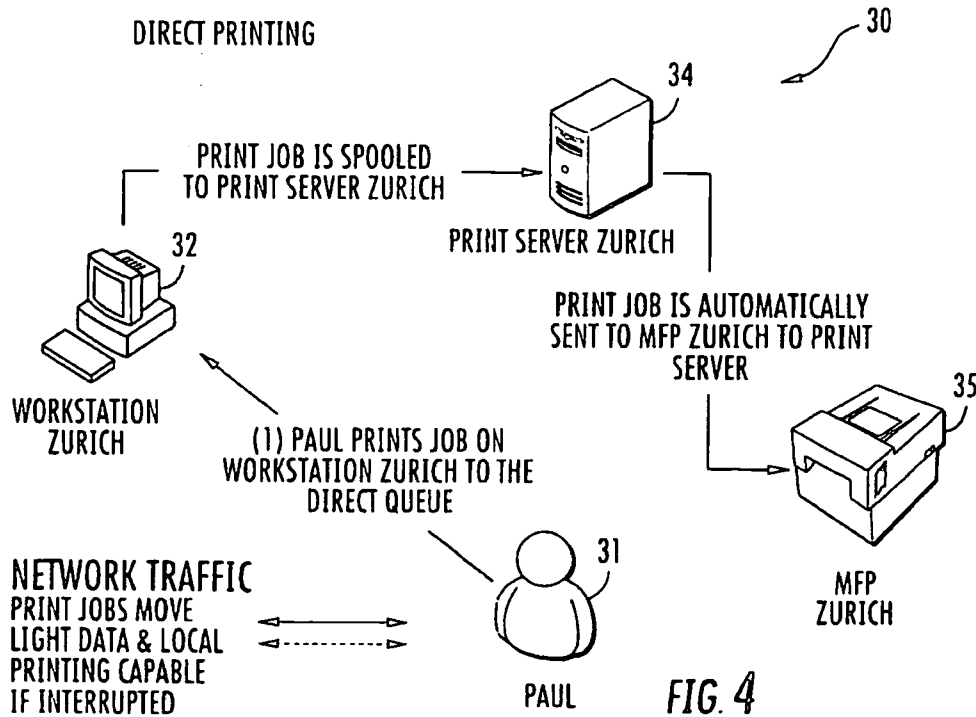 DIRECT PRINTING
30
34
PRINT JOB IS SPOOLED
TO PRINT SERVER ZURICH
PRINT SERVER ZURICH
32
WORKSTATION
ZURICH
PRINT JOB IS AUTOMATICALLY
SENT TO MFP ZURICH TO PRINT
SERVER
35
MFP
ZURICH
(1) PAUL PRINTS JOB ON
WORKSTATION ZURICH TO THE
DIRECT QUEUE
31
PAUL
NETWORK TRAFFIC
PRINT JOBS MOVE
LIGHT DATA & LOCAL
PRINTING CAPABLE
IF INTERRUPTED
FIG. 4